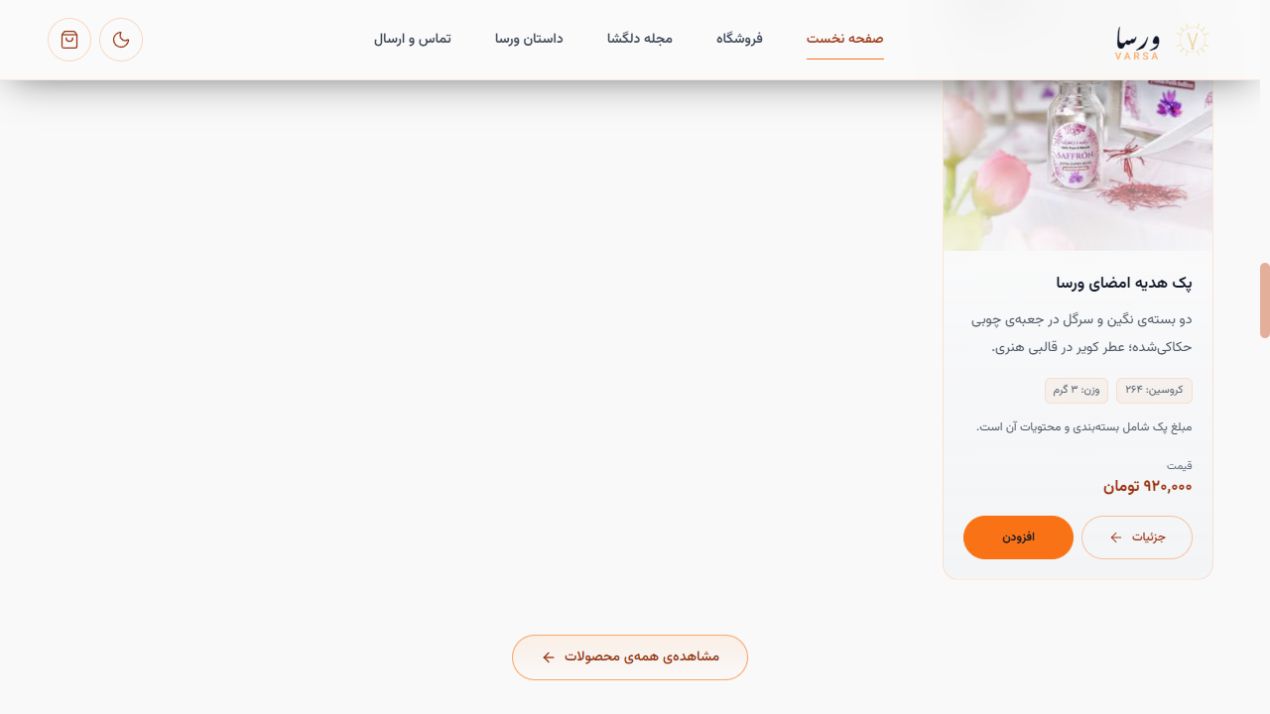 ورسا
VARSA
صفحه نخست
فروشگاه
مجله دلگشا
داستان ورسا
تماس و ارسال
SAFFRON
پک هدیه امضای ورسا
دو بسته‌ی نگین و سرگل در جعبه‌ی چوبی
حکاکی‌شده؛ عطر کویر در قالبی هنری.
کروسین: ۲۶۴
وزن: ۳ گرم
مبلغ پک شامل بسته‌بندی و محتویات آن است.
قیمت
۹۲۰,۰۰۰ تومان
جزئیات
افزودن
مشاهده‌ی همه‌ی محصولات